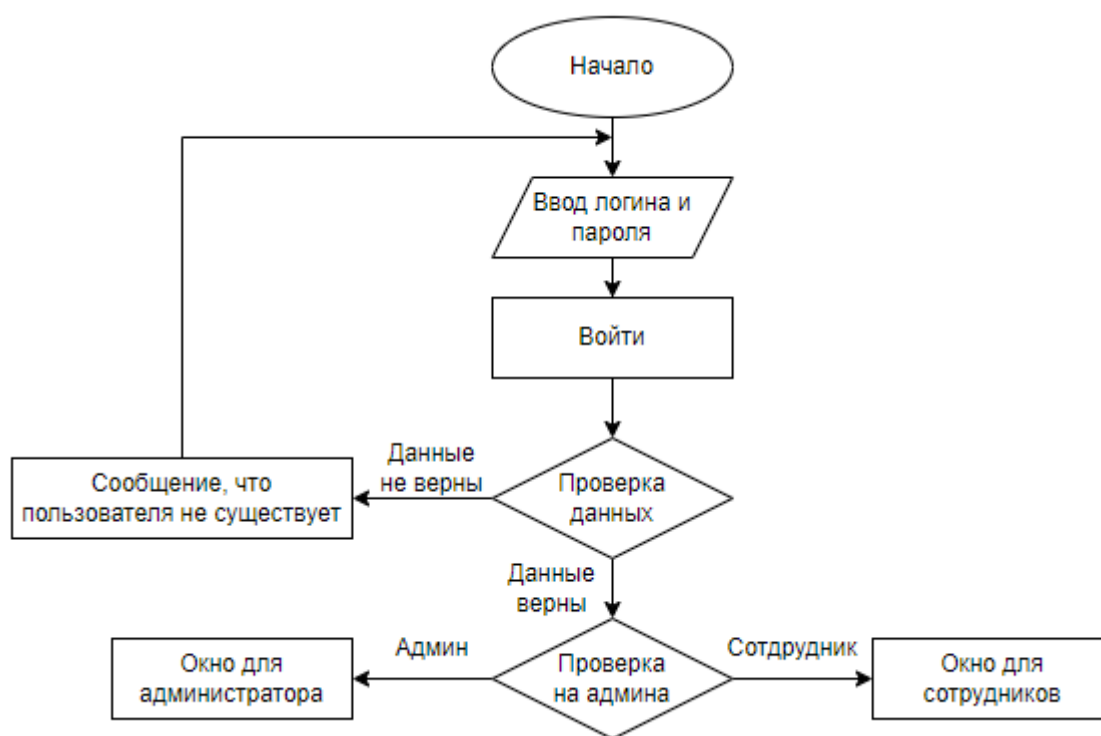 Начало
Ввод логина и
пароля
Войти
Данные
не верны
Сообщение, что
пользователя не существует
Проверка
данных
Данные
верны
Админ
Сотдрудник
Окно для
администратора
Проверка
на админа
Окно для
сотрудников